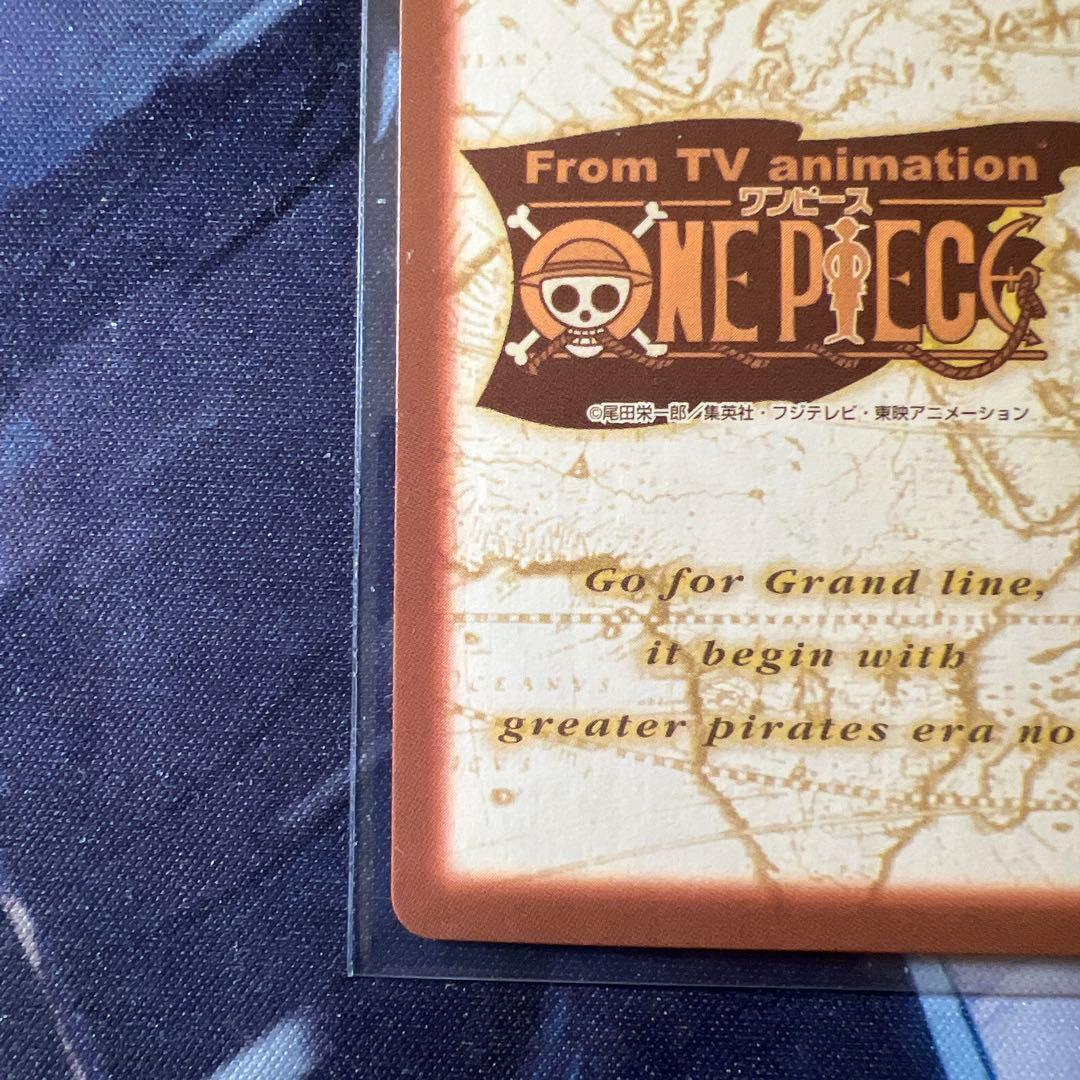 From TV animation
ワンピース
ONE PIECE
©尾田栄一郎／集英社・フジテレビ・東映アニメーション
Go for Grand line,
it begin with
OCEANVS
greater pirates era no